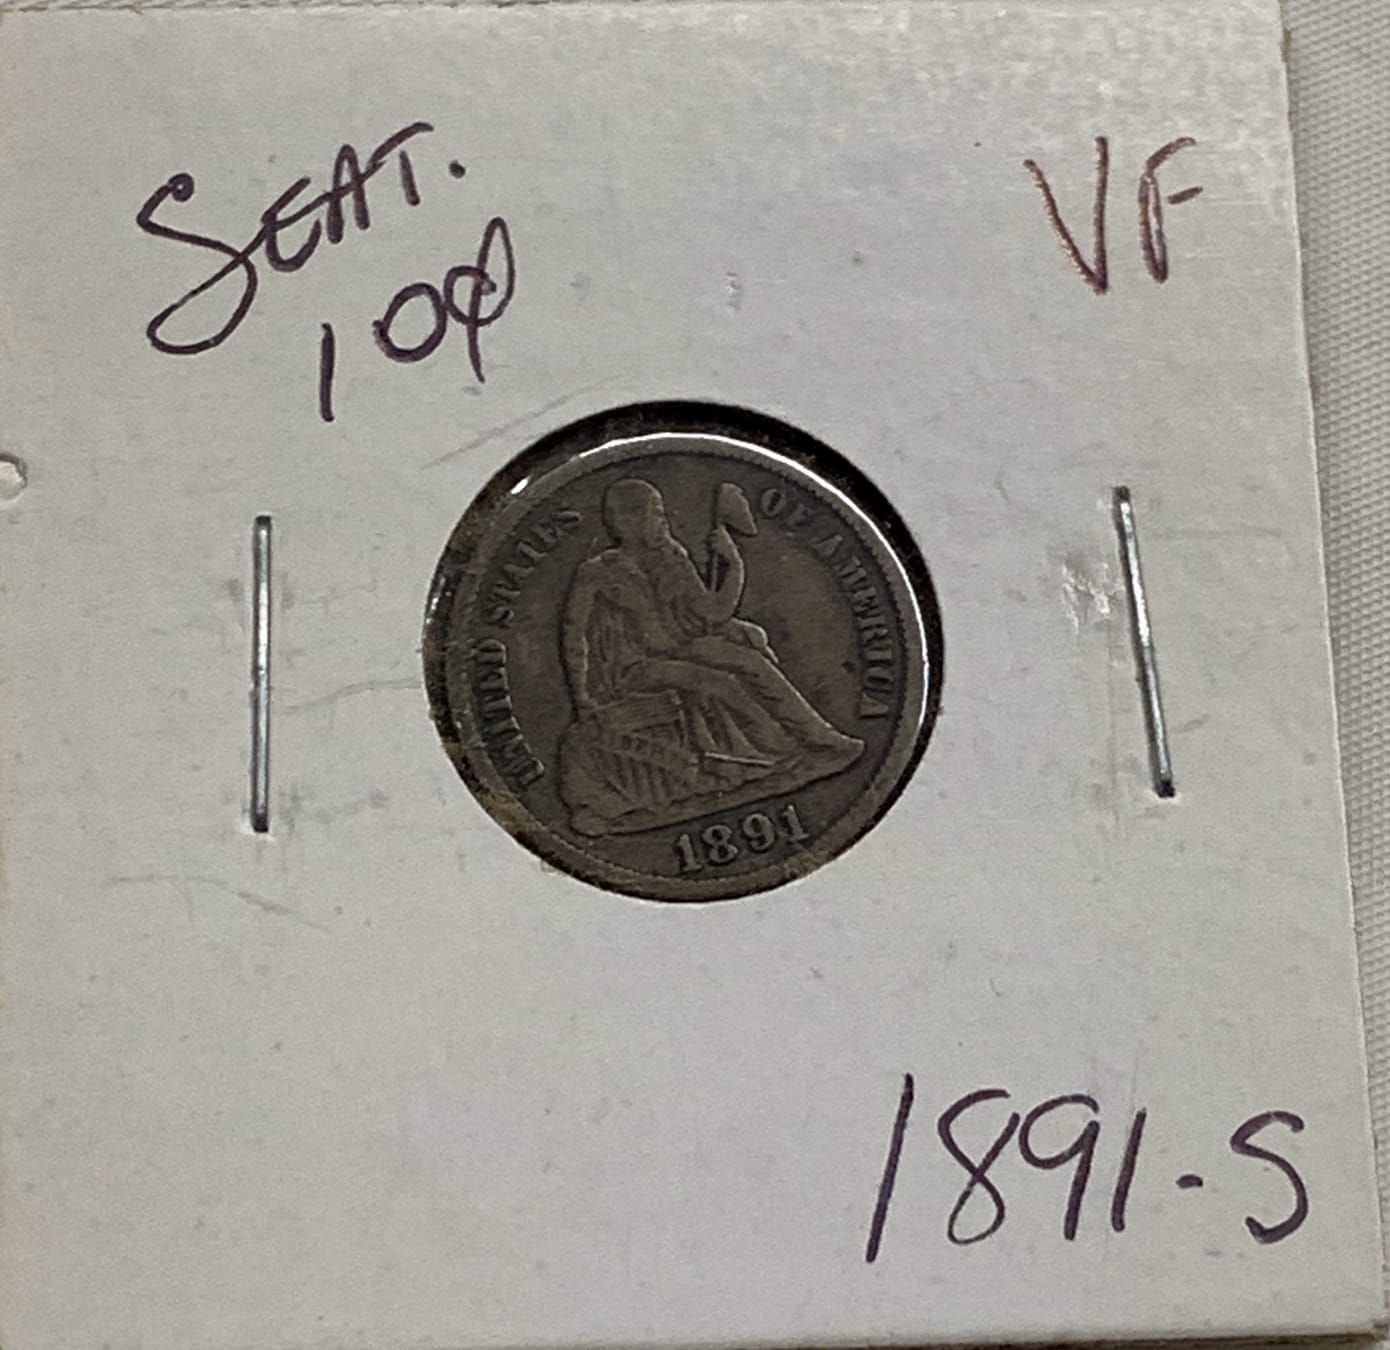 SEAT.
10¢
VF
UNITED STATES OF AMERICA
1891
1891-S